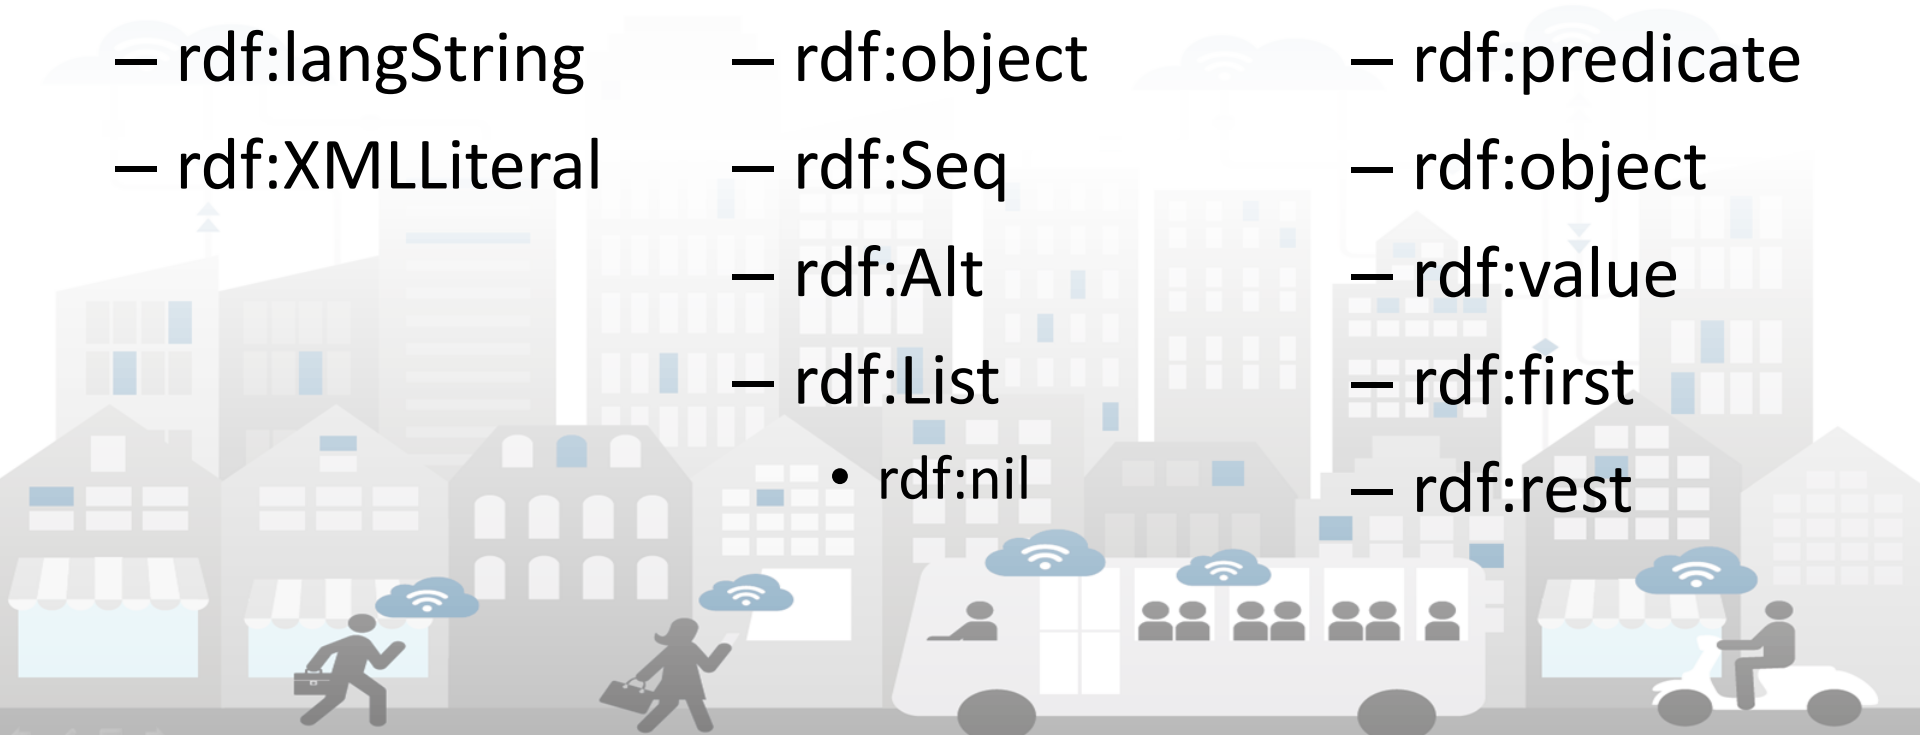 – rdf:langString
– rdf:XMLLiteral
– rdf:object
– rdf:Seq
– rdf:Alt
– rdf:List
• rdf:nil
– rdf:predicate
– rdf:object
– rdf:value
– rdf:first
– rdf:rest